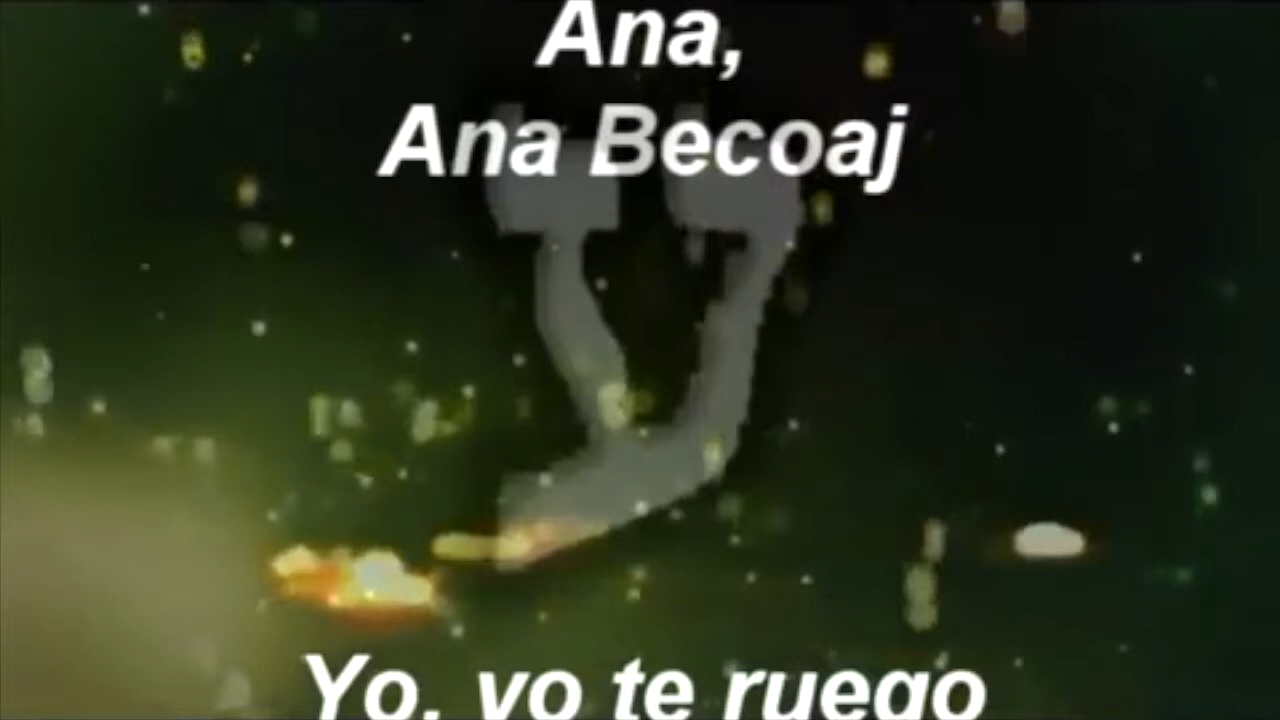 Ana,
Ana Becoaj
ע
Yo, yo te ruego